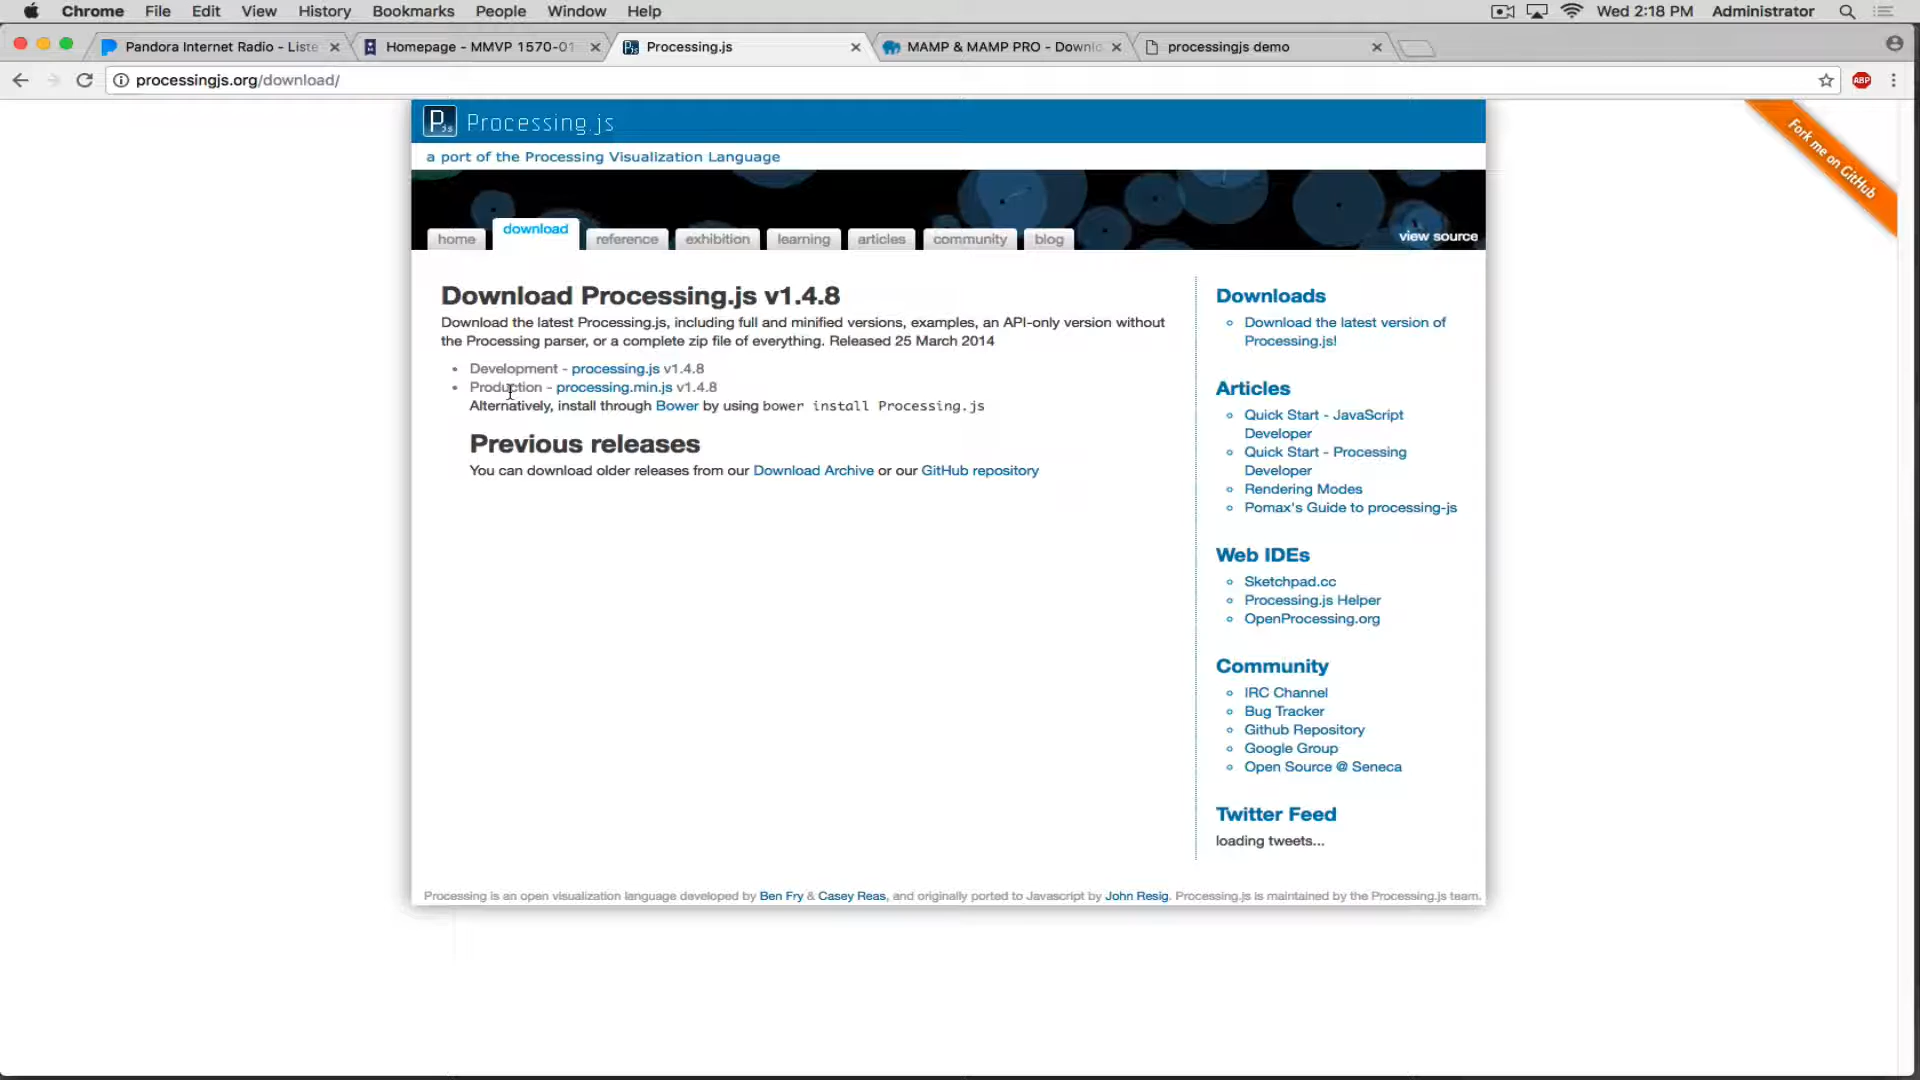 Chrome File Edit View History Bookmarks People Window Help Wed 2:18 PM Administrator
Pandora Internet Radio - Liste Homepage - MMVP 1570-01 Processing.js MAMP & MAMP PRO - Downlo processingjs demo
processingjs.org/download/ ABP
Pjs Processing.js
a port of the Processing Visualization Language
Fork me on GitHub
home download reference exhibition learning articles community blog view source
Download Processing.js v1.4.8
Download the latest Processing.js, including full and minified versions, examples, an API-only version without
the Processing parser, or a complete zip file of everything. Released 25 March 2014
• Development - processing.js v1.4.8
• Production - processing.min.js v1.4.8
Alternatively, install through Bower by using bower install Processing.js
Previous releases
You can download older releases from our Download Archive or our GitHub repository
Downloads
Download the latest version of
Processing.js!
Articles
Quick Start - JavaScript
Developer
Quick Start - Processing
Developer
Rendering Modes
Pomax's Guide to processing-js
Web IDEs
Sketchpad.cc
Processing.js Helper
OpenProcessing.org
Community
IRC Channel
Bug Tracker
Github Repository
Google Group
Open Source @ Seneca
Twitter Feed
loading tweets...
Processing is an open visualization language developed by Ben Fry & Casey Reas, and originally ported to Javascript by John Resig. Processing.js is maintained by the Processing.js team.